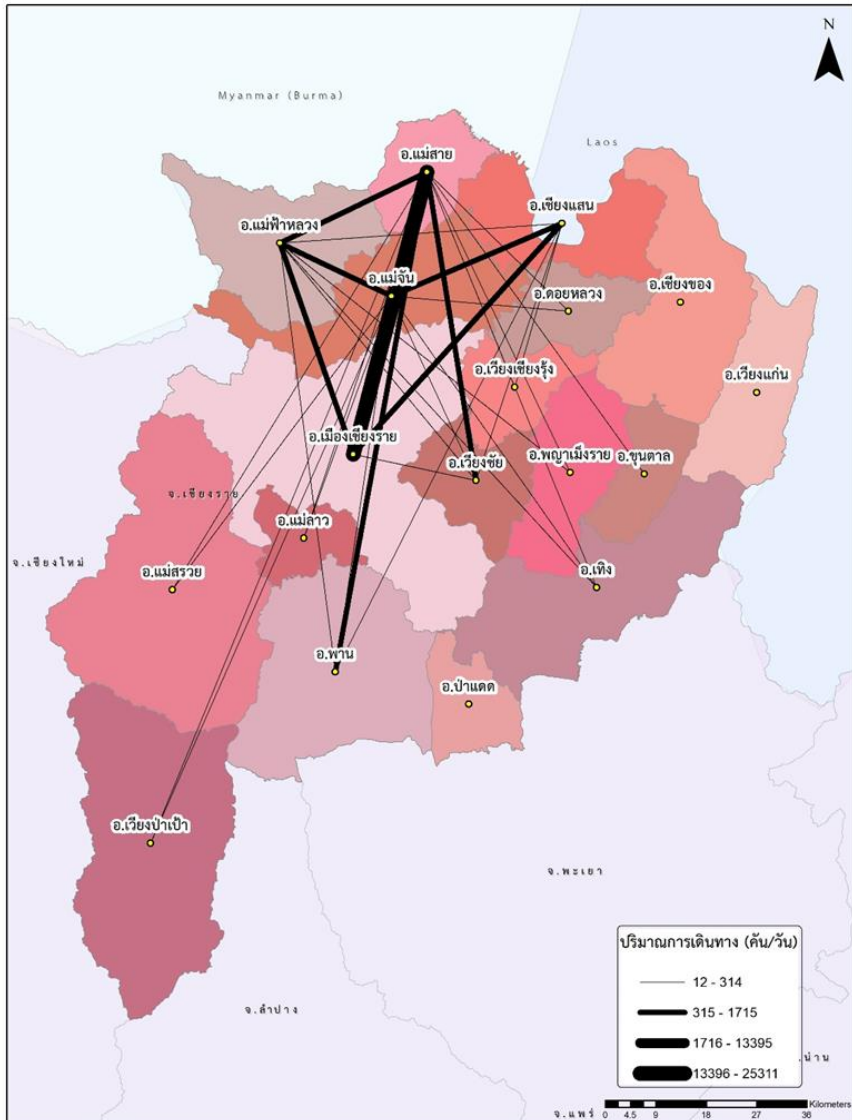 N
Myanmar (Burma)
Laos
อ.แม่สาย
อ.เชียงแสน
อ.แม่ฟ้าหลวง
อ.แม่จัน
อ.ดอยหลวง
อ.เชียงของ
อ.เวียงเชียงรุ้ง
อ.เวียงแก่น
อ.เมืองเชียงราย
อ.เวียงชัย
อ.พญาเม็งราย
อ.ขุนตาล
จ.เชียงราย
อ.แม่ลาว
จ.เชียงใหม่
อ.แม่สรวย
อ.เทิง
อ.พาน
อ.ป่าแดด
อ.เวียงป่าเป้า
จ.พะเยา
ปริมาณการเดินทาง (คัน/วัน)
12 - 314
315 - 1715
1716 - 13395
13396 - 25311
จ.ลำปาง
น่าน
จ.แพร่
Kilometers
0 4.5 9 18 27 36